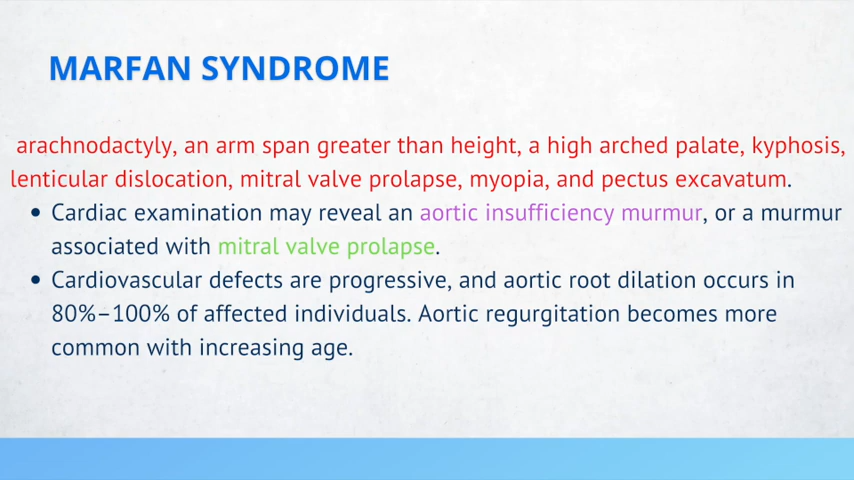 MARFAN SYNDROME
arachnodactyly, an arm span greater than height, a high arched palate, kyphosis,
lenticular dislocation, mitral valve prolapse, myopia, and pectus excavatum.
• Cardiac examination may reveal an aortic insufficiency murmur, or a murmur
associated with mitral valve prolapse.
• Cardiovascular defects are progressive, and aortic root dilation occurs in
80%–100% of affected individuals. Aortic regurgitation becomes more
common with increasing age.